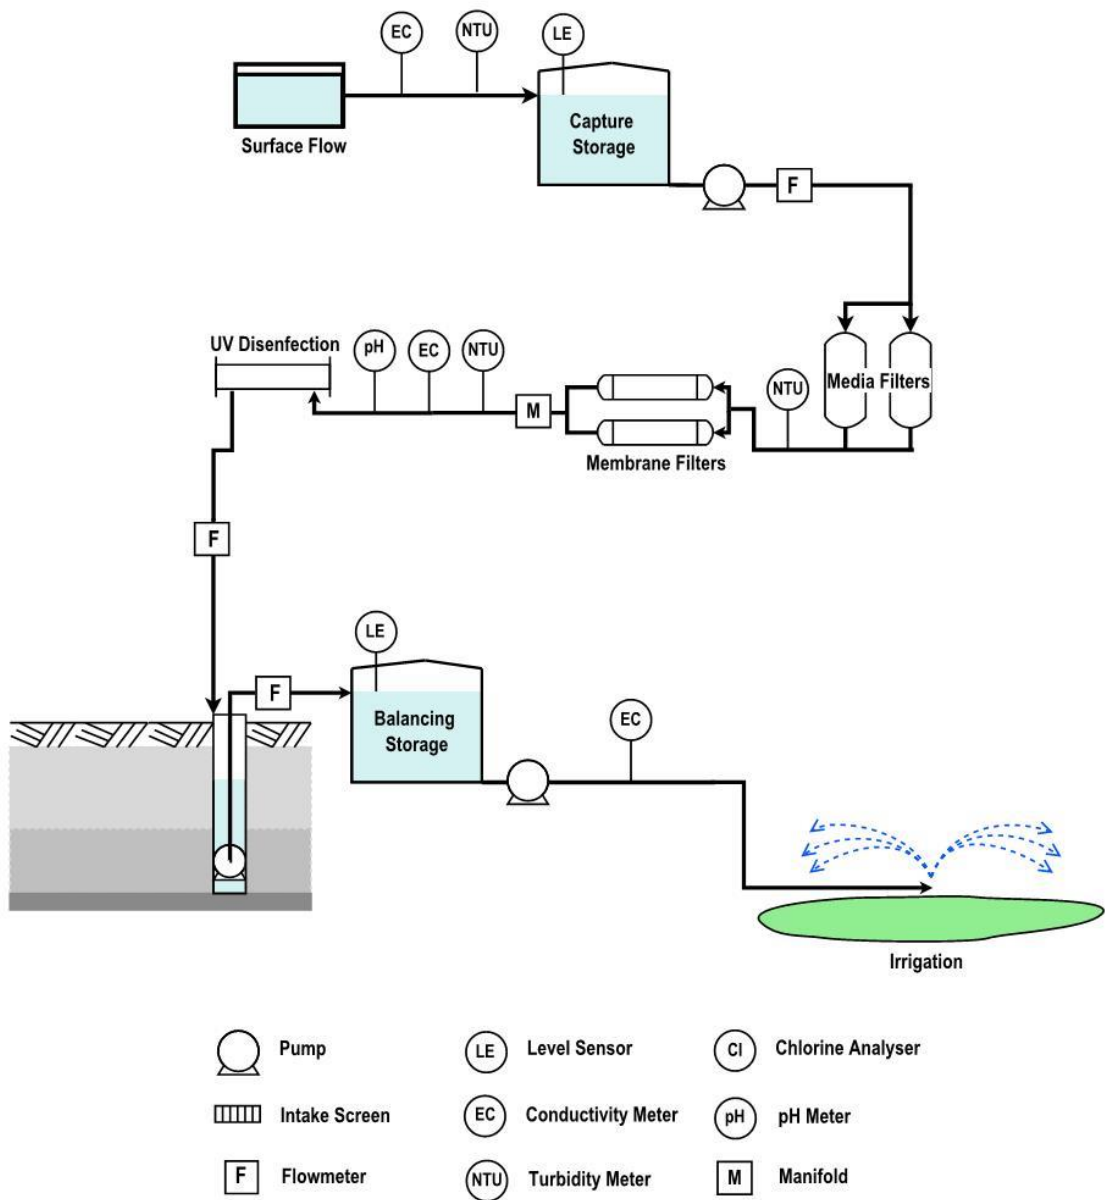 EC
NTU
LE
Surface Flow
Capture
Storage
F
UV Disenfection
pH
EC
NTU
M
Membrane Filters
NTU
Media Filters
F
LE
F
Balancing
Storage
EC
Irrigation
Pump
LE Level Sensor
Cl Chlorine Analyser
Intake Screen
EC Conductivity Meter
pH pH Meter
F Flowmeter
NTU Turbidity Meter
M Manifold